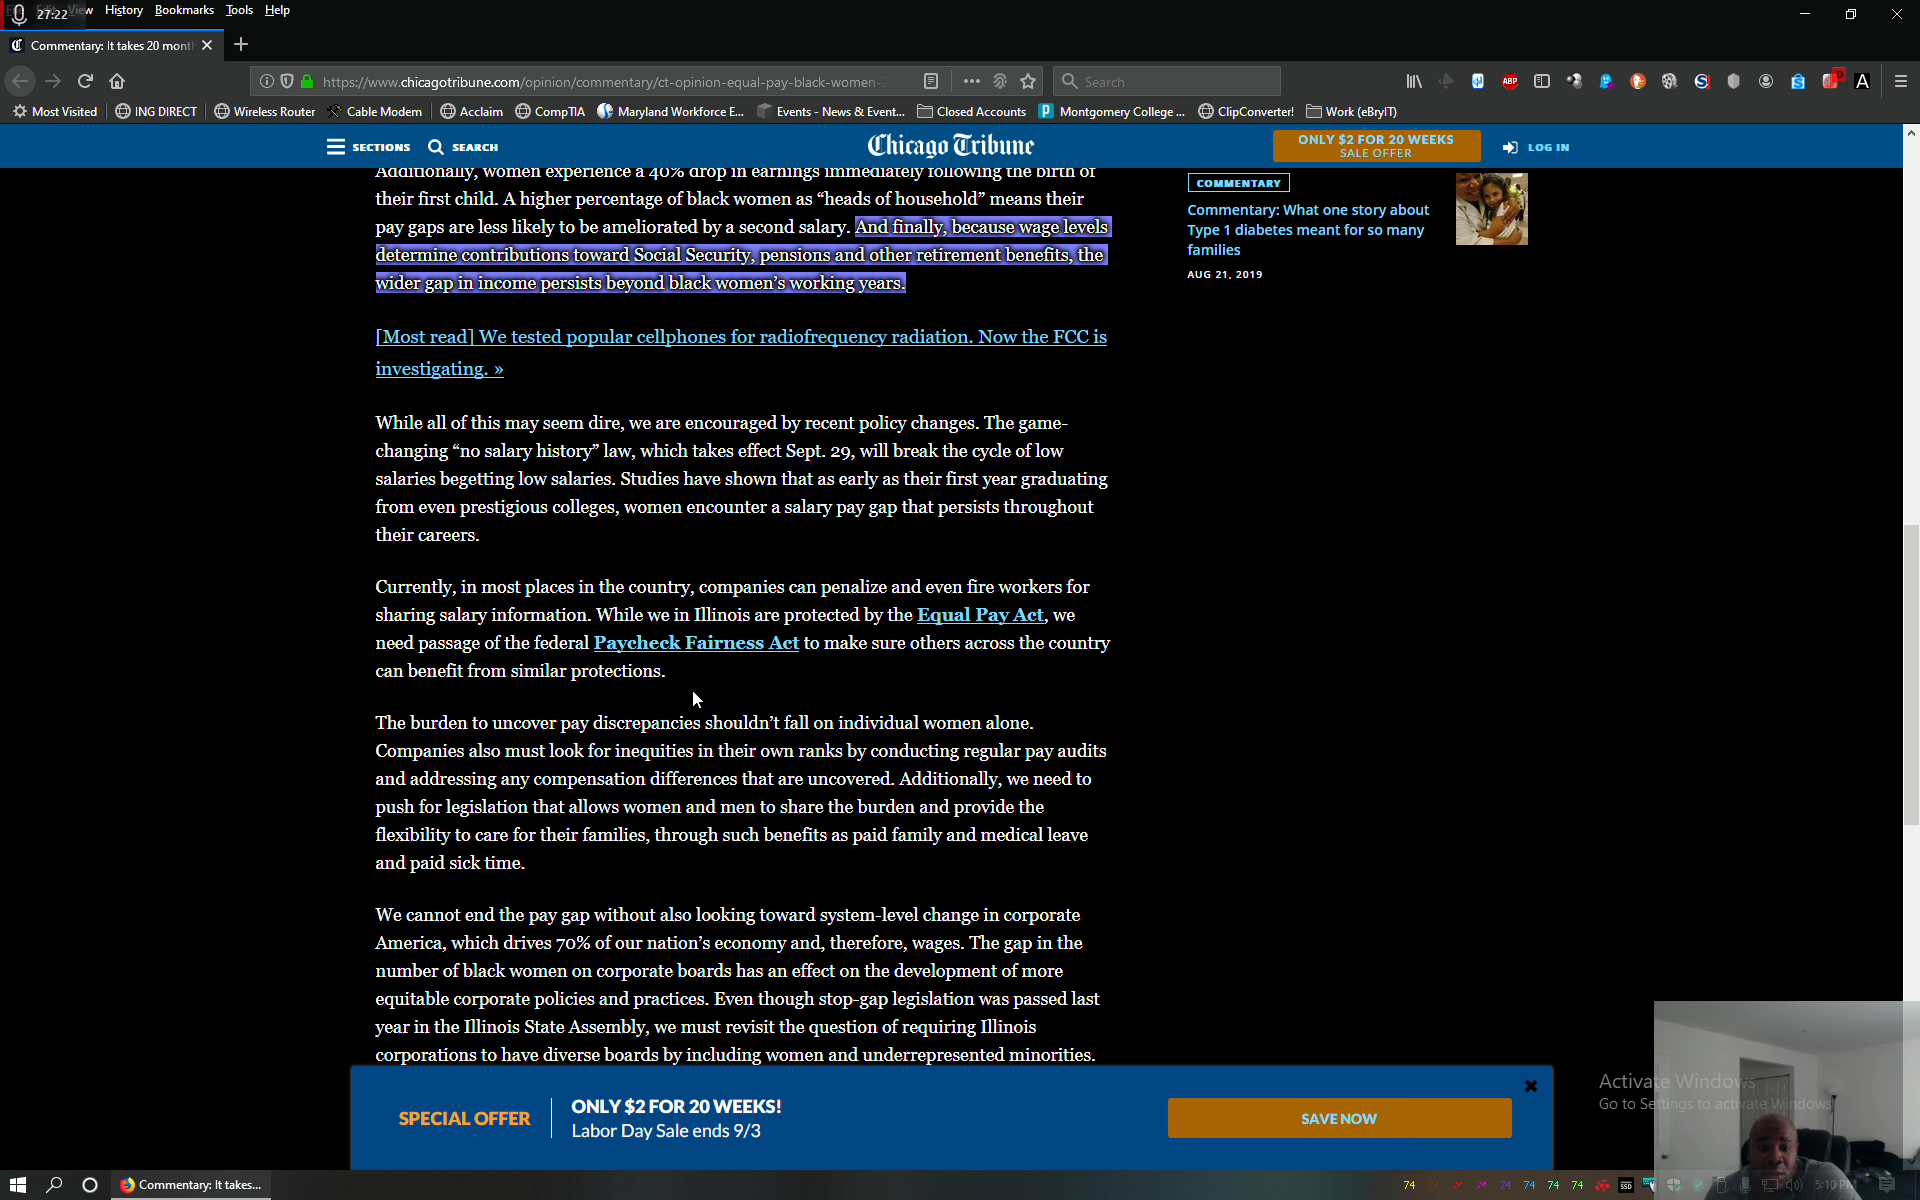 27:22
View History Bookmarks Tools Help
Commentary: It takes 20 mont
https://www.chicagotribune.com/opinion/commentary/ct-opinion-equal-pay-black-women-
Search
Most Visited ING DIRECT Wireless Router Cable Modem Acclaim CompTIA Maryland Workforce E... Events - News & Event... Closed Accounts Montgomery College ... ClipConverter! Work (eBryIT)
SECTIONS SEARCH
Chicago Tribune
ONLY $2 FOR 20 WEEKS
SALE OFFER
LOG IN
Additionally, women experience a 40% drop in earnings immediately following the birth of
their first child. A higher percentage of black women as “heads of household” means their
pay gaps are less likely to be ameliorated by a second salary. And finally, because wage levels
determine contributions toward Social Security, pensions and other retirement benefits, the
wider gap in income persists beyond black women’s working years.
[Most read] We tested popular cellphones for radiofrequency radiation. Now the FCC is
investigating. »
While all of this may seem dire, we are encouraged by recent policy changes. The game-
changing “no salary history” law, which takes effect Sept. 29, will break the cycle of low
salaries begetting low salaries. Studies have shown that as early as their first year graduating
from even prestigious colleges, women encounter a salary pay gap that persists throughout
their careers.
Currently, in most places in the country, companies can penalize and even fire workers for
sharing salary information. While we in Illinois are protected by the Equal Pay Act, we
need passage of the federal Paycheck Fairness Act to make sure others across the country
can benefit from similar protections.
The burden to uncover pay discrepancies shouldn’t fall on individual women alone.
Companies also must look for inequities in their own ranks by conducting regular pay audits
and addressing any compensation differences that are uncovered. Additionally, we need to
push for legislation that allows women and men to share the burden and provide the
flexibility to care for their families, through such benefits as paid family and medical leave
and paid sick time.
We cannot end the pay gap without also looking toward system-level change in corporate
America, which drives 70% of our nation’s economy and, therefore, wages. The gap in the
number of black women on corporate boards has an effect on the development of more
equitable corporate policies and practices. Even though stop-gap legislation was passed last
year in the Illinois State Assembly, we must revisit the question of requiring Illinois
corporations to have diverse boards by including women and underrepresented minorities.
COMMENTARY
Commentary: What one story about
Type 1 diabetes meant for so many
families
AUG 21, 2019
SPECIAL OFFER
ONLY $2 FOR 20 WEEKS!
Labor Day Sale ends 9/3
SAVE NOW
Activate Windows
Go to Settings to activate Windows.
Commentary: It takes...
74 74 74 74 74
5:10 PM